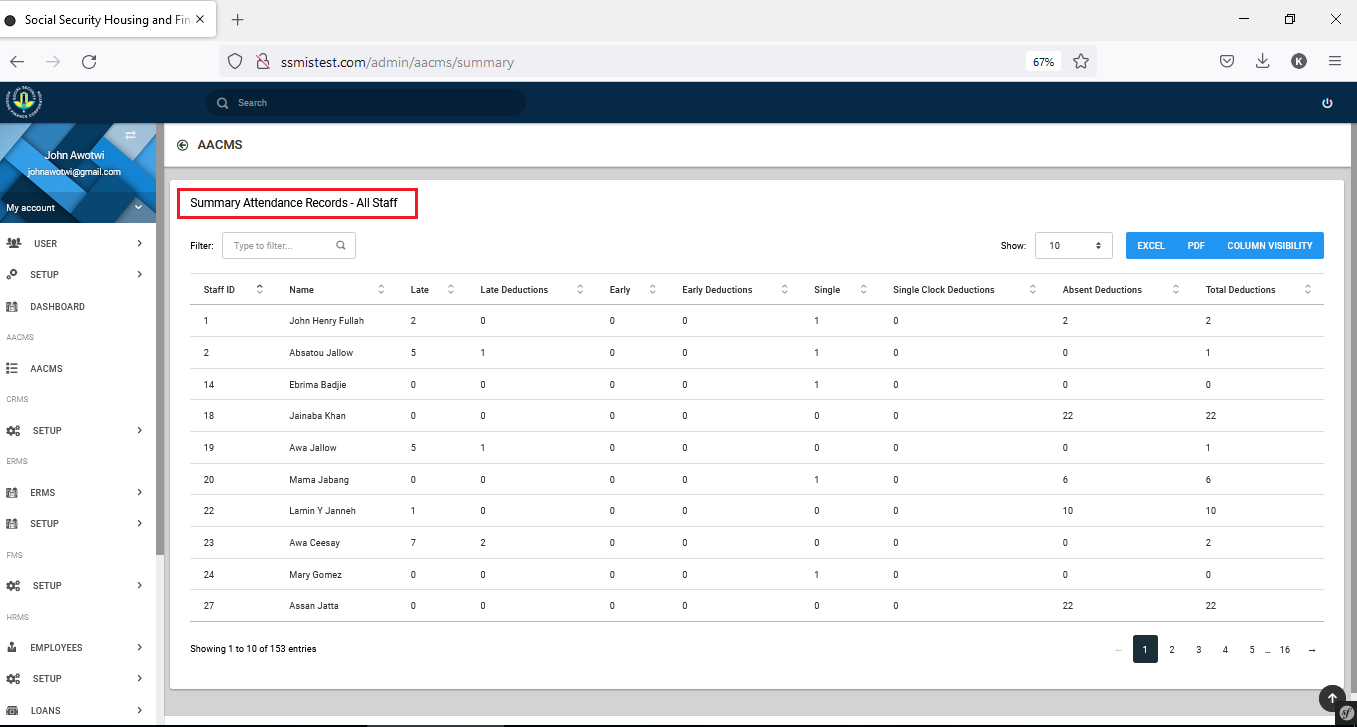 Social Security Housing and Fin
ssmistest.com/admin/aacms/summary
67%
K
Search
John Awotwi
johnawotwi@gmail.com
My account
USER
SETUP
DASHBOARD
AACMS
AACMS
CRMS
SETUP
ERMS
ERMS
SETUP
FMS
SETUP
HRMS
EMPLOYEES
SETUP
LOANS
AACMS
Summary Attendance Records - All Staff
Filter: Type to filter... Show: 10 EXCEL PDF COLUMN VISIBILITY
Staff ID Name Late Late Deductions Early Early Deductions Single Single Clock Deductions Absent Deductions Total Deductions
1 John Henry Fullah 2 0 0 0 1 0 2 2
2 Absatou Jallow 5 1 0 0 1 0 0 1
14 Ebrima Badjie 0 0 0 0 1 0 0 0
18 Jainaba Khan 0 0 0 0 0 0 22 22
19 Awa Jallow 5 1 0 0 0 0 0 1
20 Mama Jabang 0 0 0 0 1 0 6 6
22 Lamin Y Janneh 1 0 0 0 0 0 10 10
23 Awa Ceesay 7 2 0 0 0 0 0 2
24 Mary Gomez 0 0 0 0 1 0 0 0
27 Assan Jatta 0 0 0 0 0 0 22 22
Showing 1 to 10 of 153 entries
← 1 2 3 4 5 ... 16 →
sf